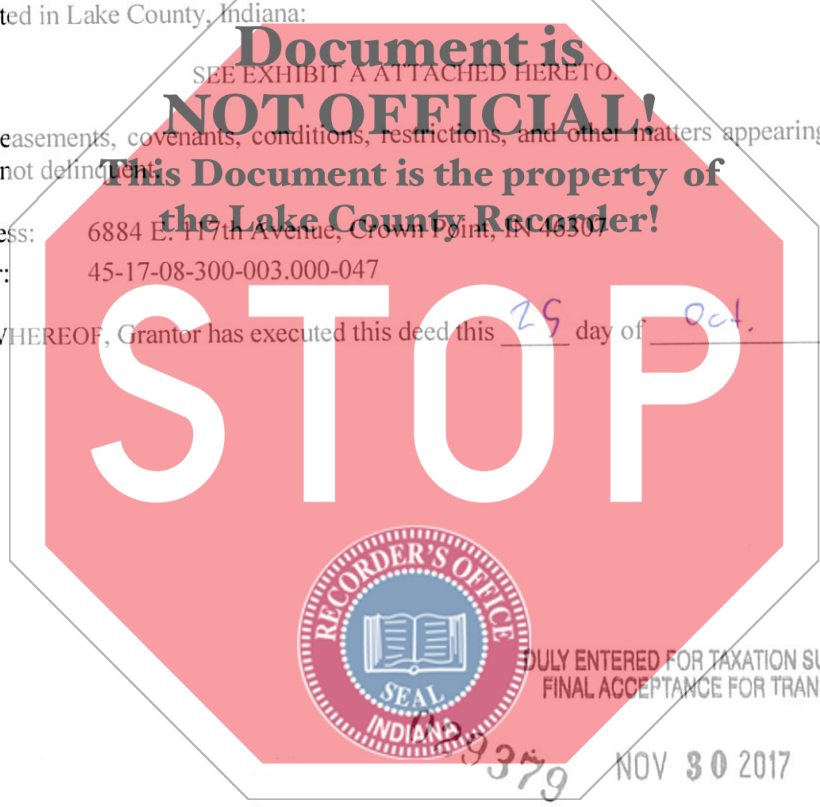 ted in Lake County, Indiana:
Document is
SEE EXHIBIT A ATTACHED HERETO.
NOT OFFICIAL!
easements, covenants, conditions, restrictions, and other matters appearing
not delinquent.
This Document is the property of
the Lake County Recorder!
ess: 6884 E. 117th Avenue, Crown Point, IN 46307
r: 45-17-08-300-003.000-047
WHEREOF, Grantor has executed this deed this 25 day of Oct.
STOP
RECORDER'S OFFICE
SEAL
INDIANA
DULY ENTERED FOR TAXATION SU
FINAL ACCEPTANCE FOR TRAN
9379
NOV 30 2017